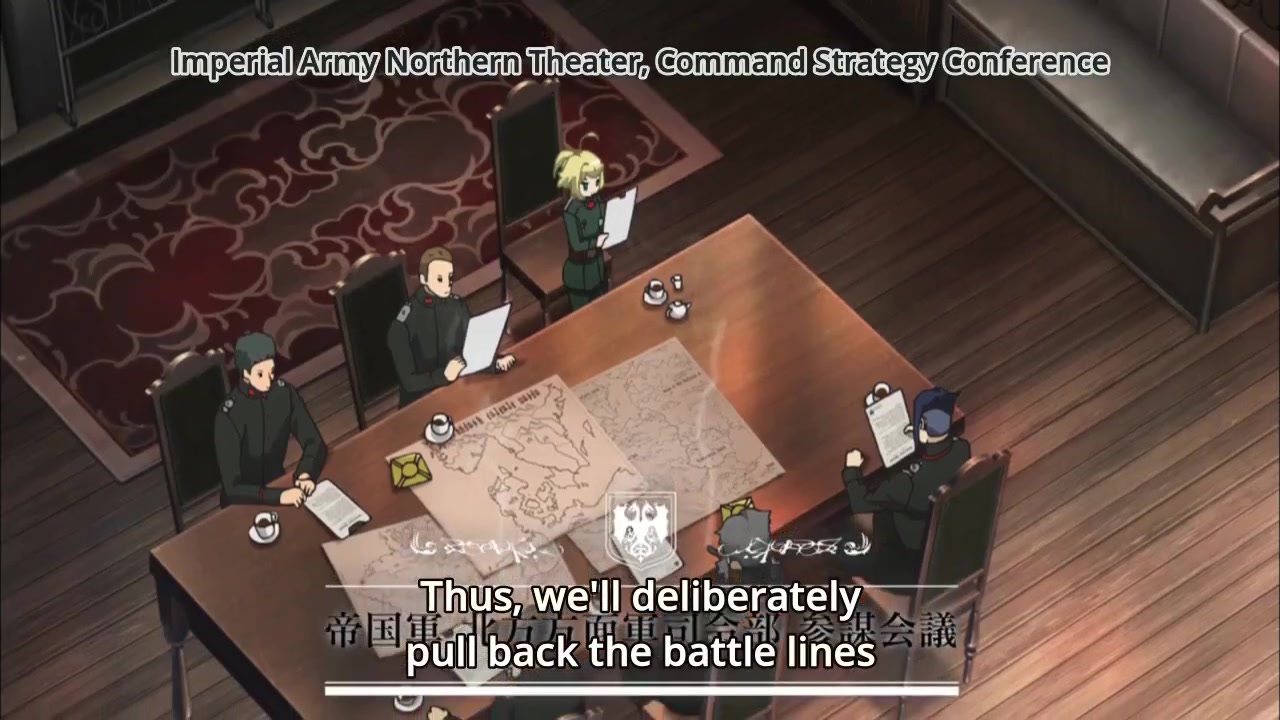 Imperial Army Northern Theater, Command Strategy Conference
Thus, we'll deliberately
帝国軍 北方方面軍司令部 参謀会議
pull back the battle lines